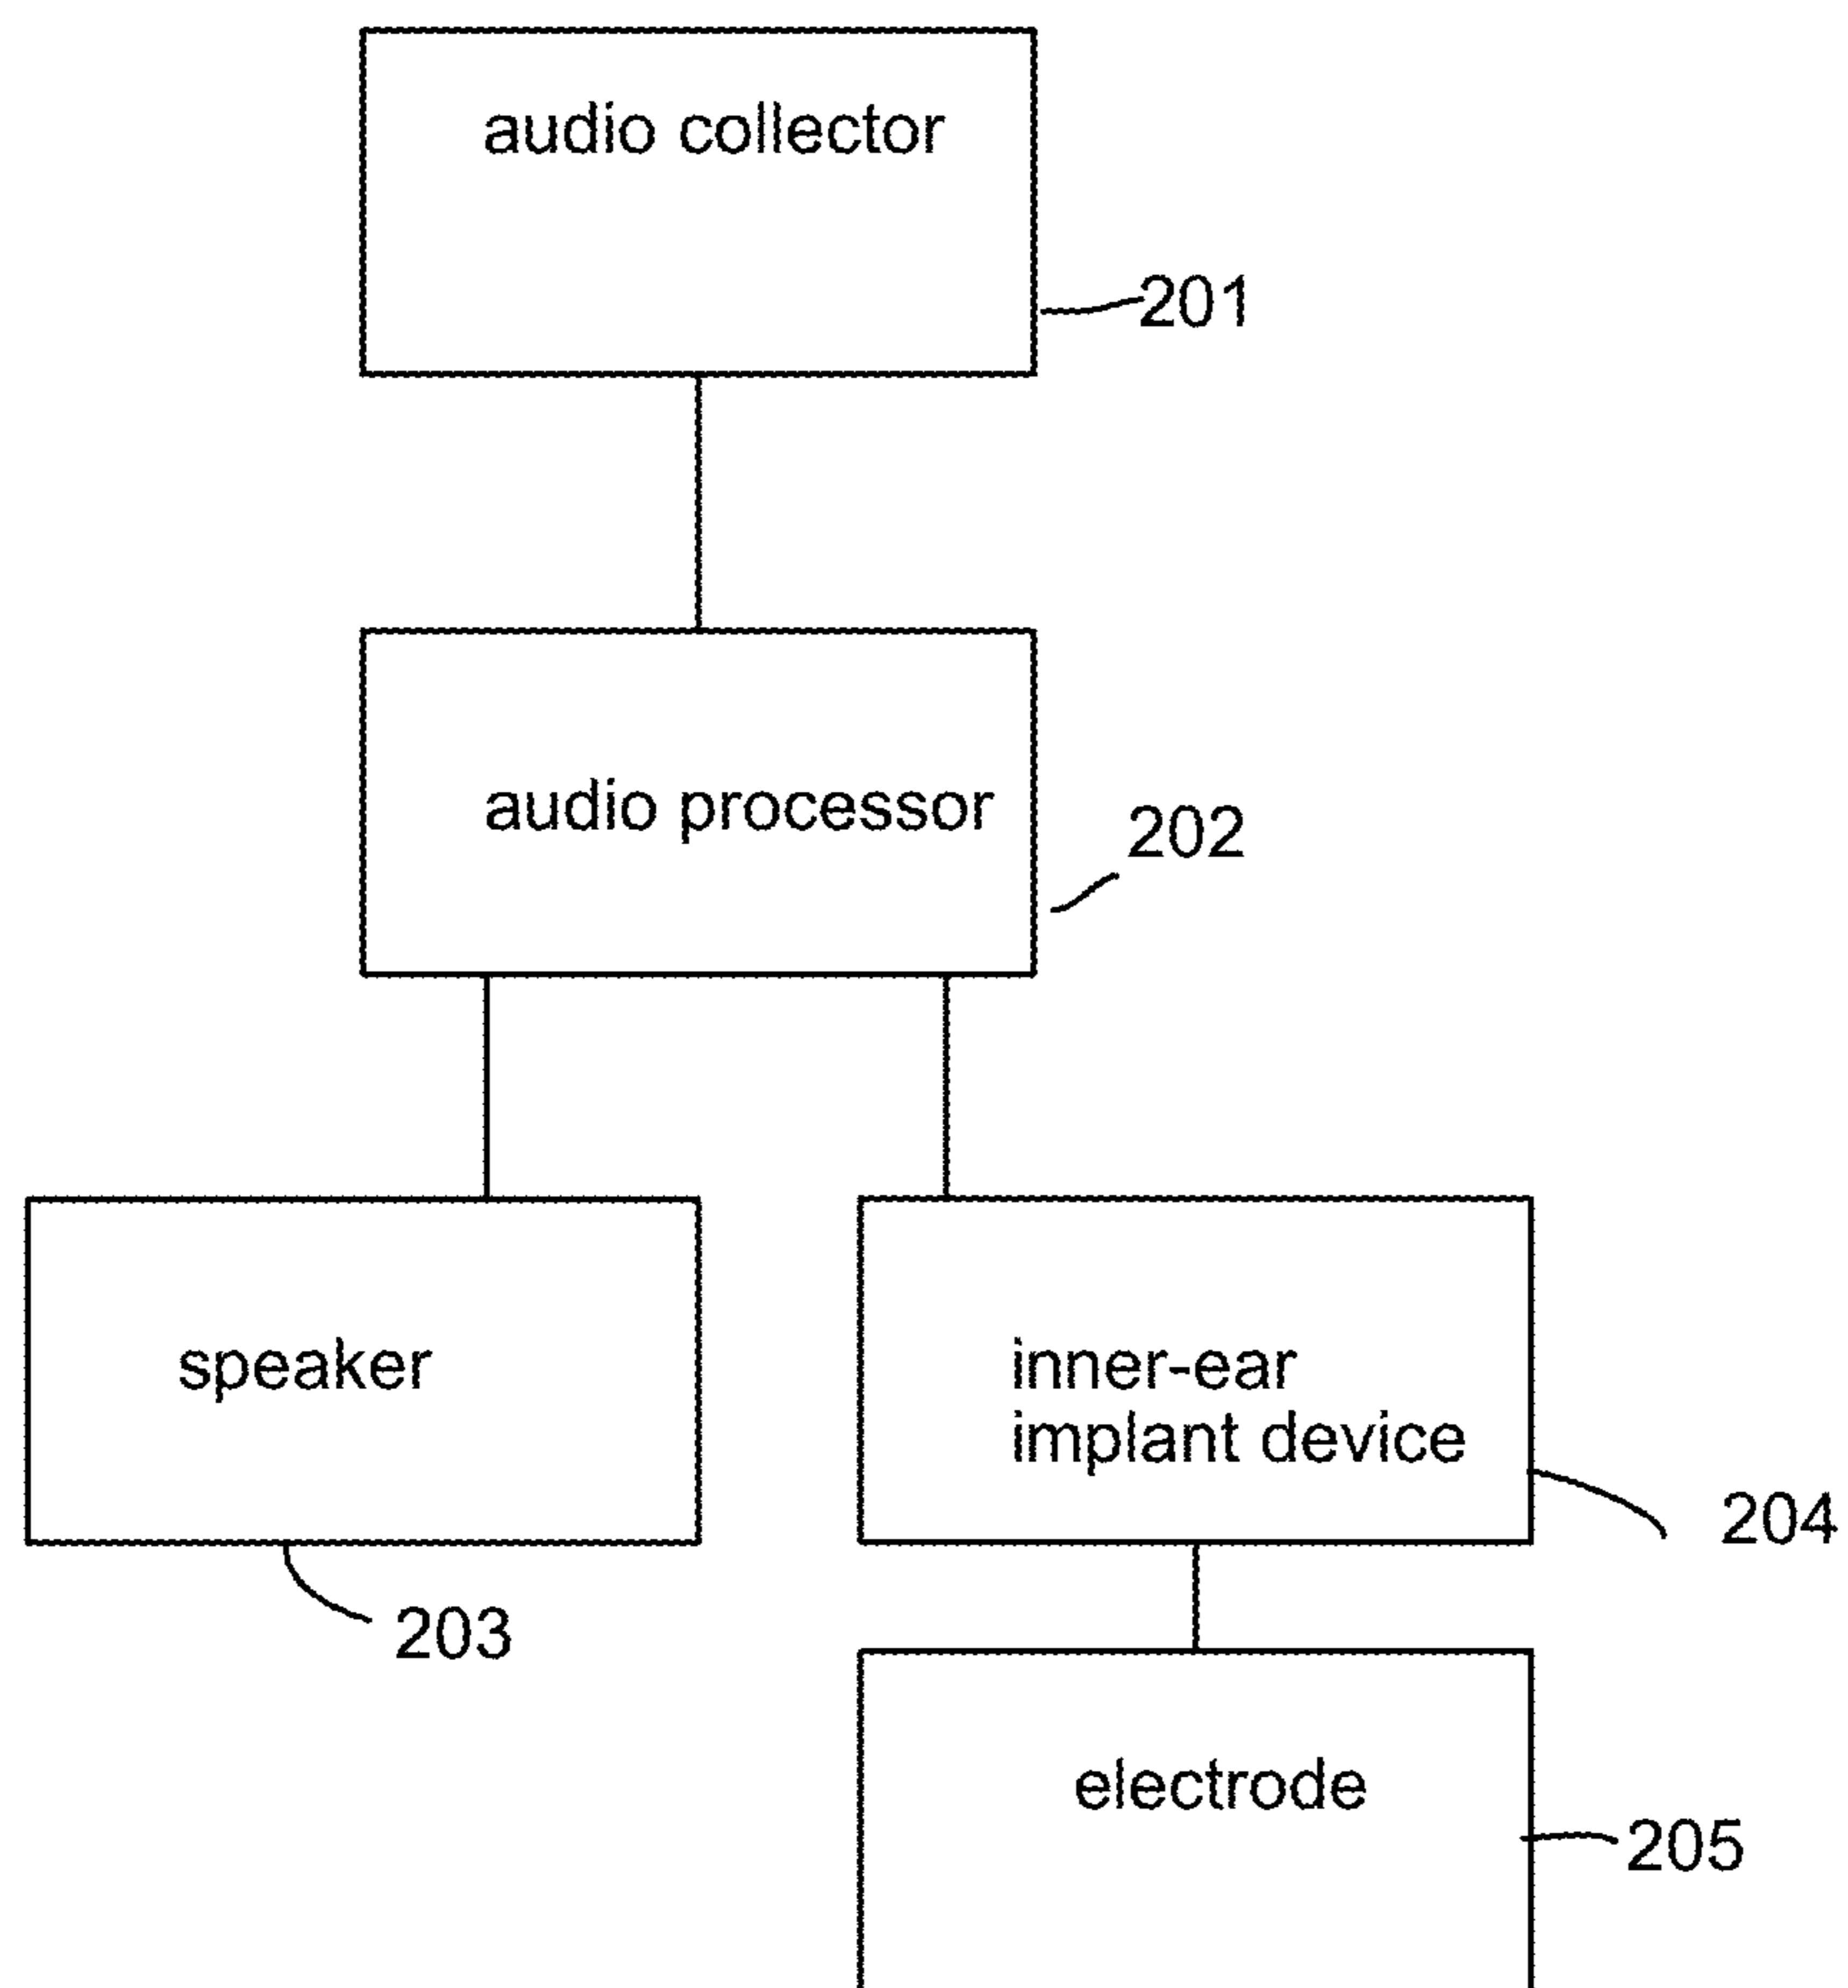 audio collector
201
audio processor
202
speaker
inner-ear
implant device
204
203
electrode
205